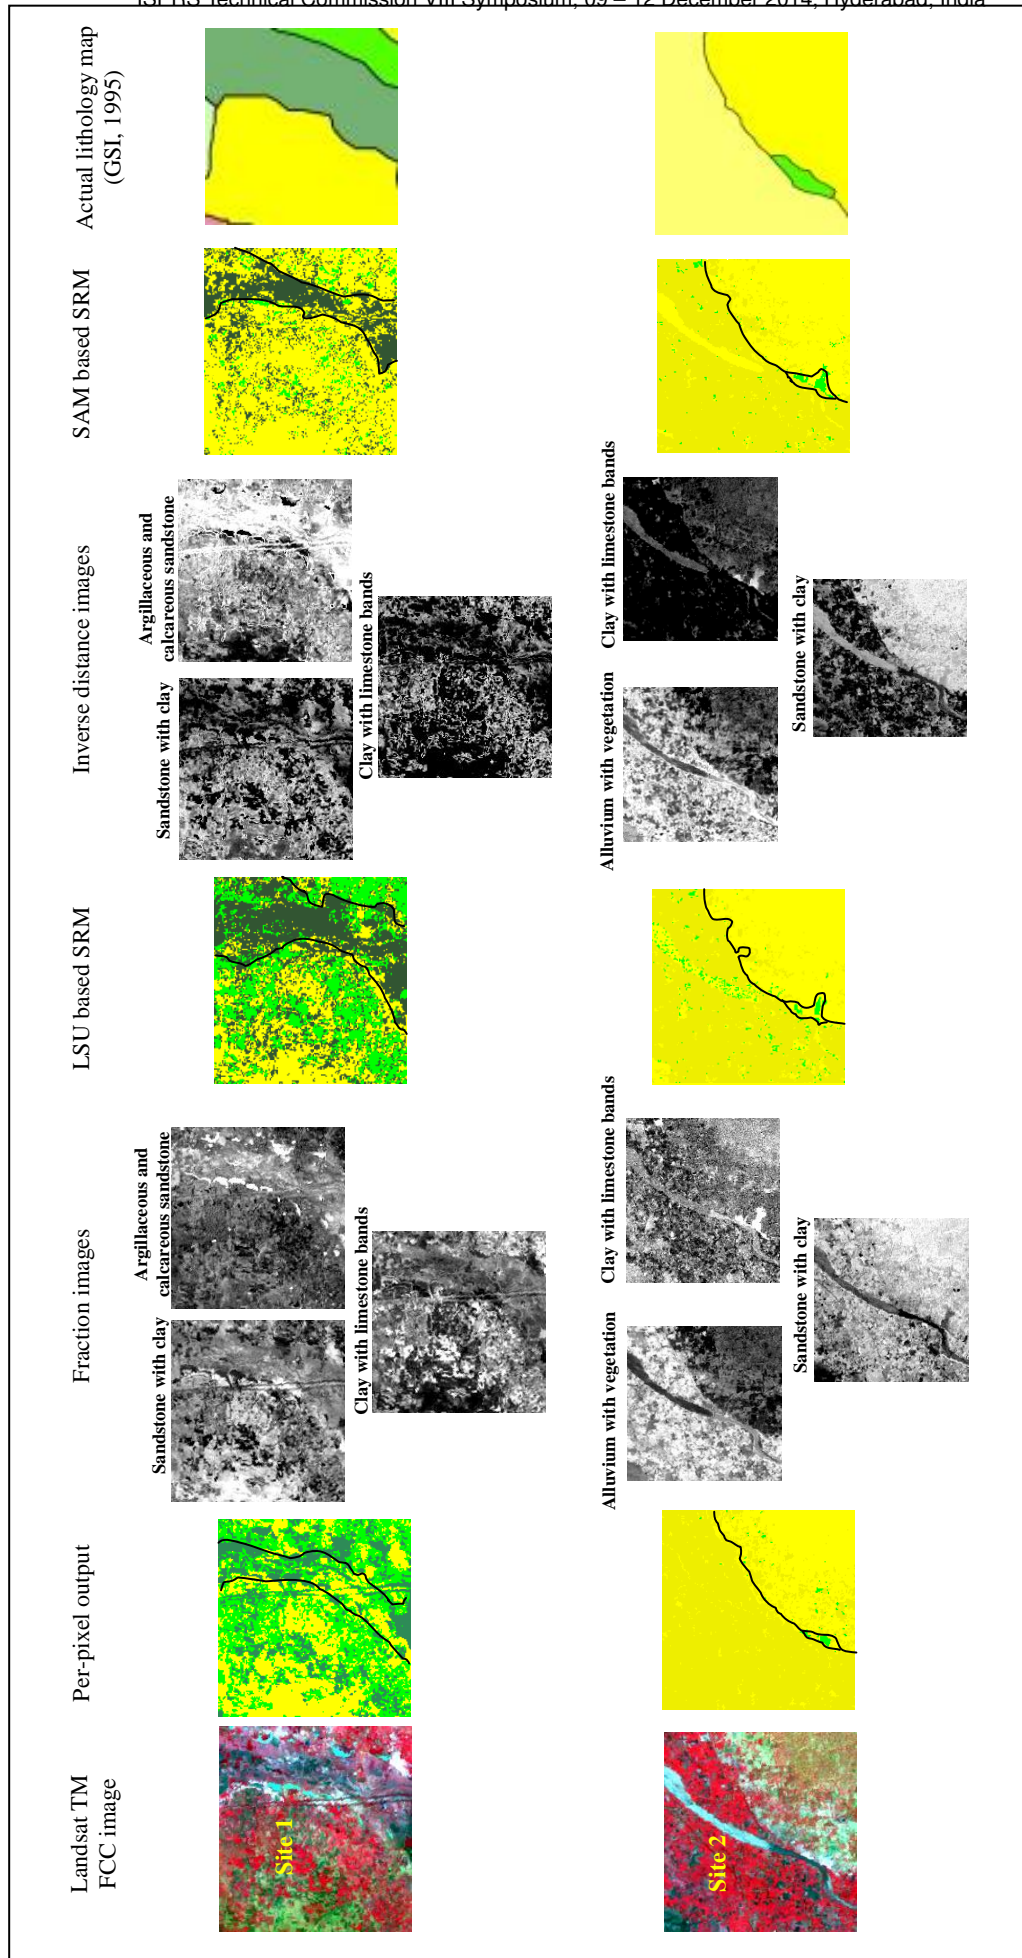 ISPRS Technical Commission VIII Symposium, 09 – 12 December 2014, Hyderabad, India
Landsat TM
FCC image
Per-pixel output
Fraction images
LSU based SRM
Inverse distance images
SAM based SRM
Actual lithology map
(GSI, 1995)
Site 1
Sandstone with clay
Argillaceous and
calcareous sandstone
Clay with limestone bands
Sandstone with clay
Argillaceous and
calcareous sandstone
Clay with limestone bands
Site 2
Alluvium with vegetation
Clay with limestone bands
Sandstone with clay
Alluvium with vegetation
Clay with limestone bands
Sandstone with clay